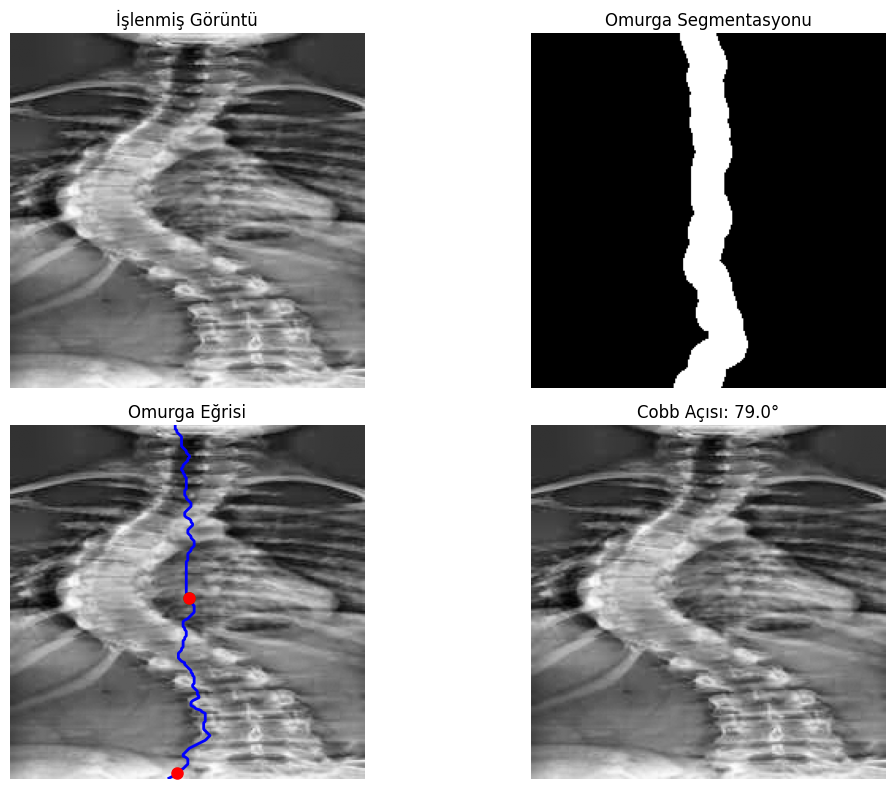 İşlenmiş Görüntü
Omurga Segmentasyonu
Omurga Eğrisi
Cobb Açısı: 79.0°